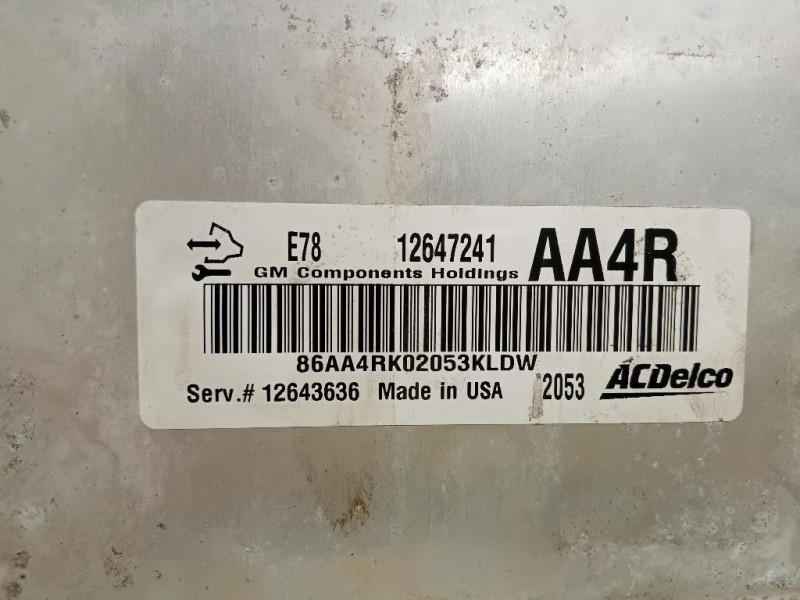 E78 12647241 AA4R
GM Components Holdings
86AA4RK02053KLDW
Serv.# 12643636 Made in USA 2053 ACDelco